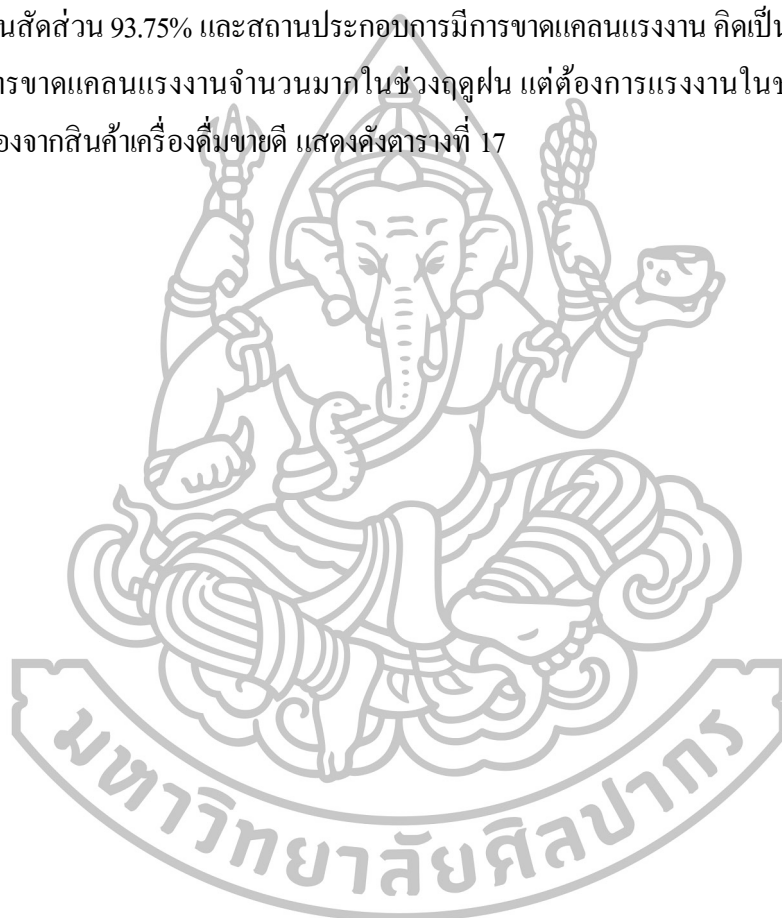 นสัดส่วน 93.75% และสถานประกอบการมีการขาดแคลนแรงงาน คิดเป็น
ารขาดแคลนแรงงานจำนวนมากในช่วงฤดูฝน แต่ต้องการแรงงานในช
องจากสินค้าเครื่องดื่มขายดี แสดงดังตารางที่ 17
มหาวิทยาลัยศิลปากร